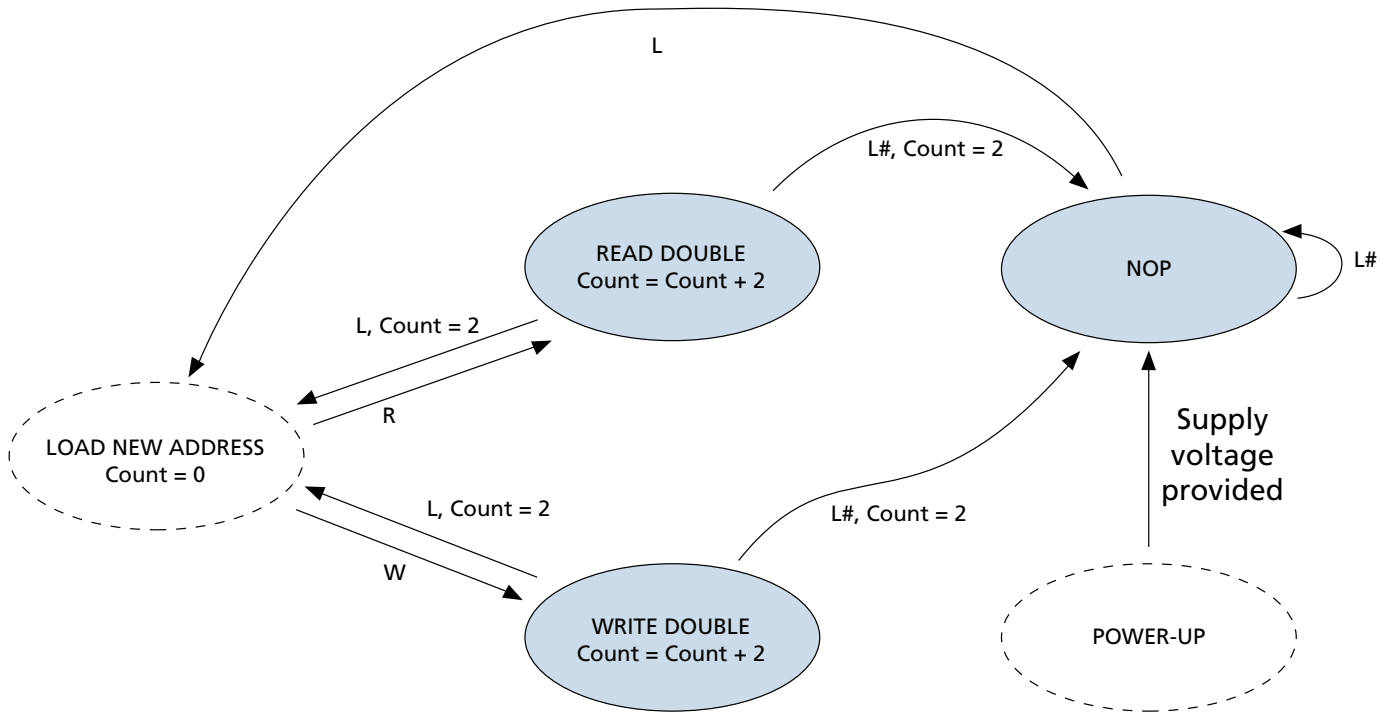 L
L#, Count = 2
READ DOUBLE
Count = Count + 2
NOP
L#
L, Count = 2
R
LOAD NEW ADDRESS
Count = 0
Supply
voltage
provided
L, Count = 2
L#, Count = 2
W
WRITE DOUBLE
Count = Count + 2
POWER-UP